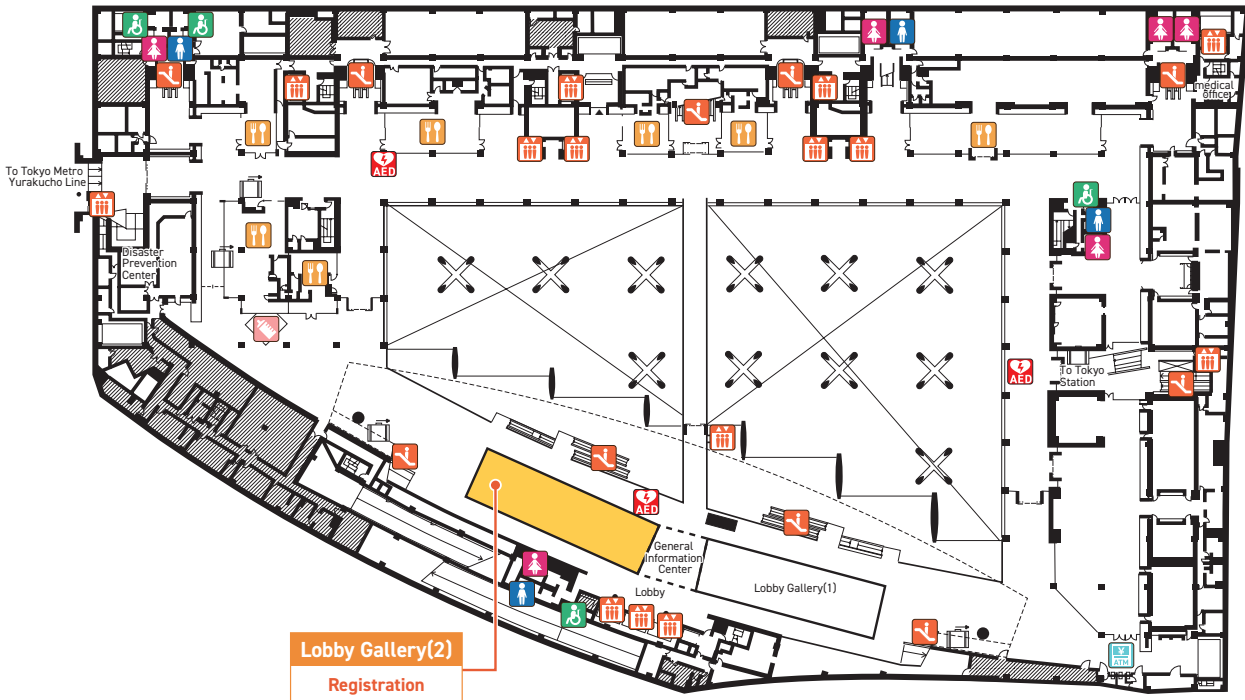 medical
office
To Tokyo Metro
Yurakucho Line
AED
Disaster
Prevention
Center
AED
To Tokyo
Station
AED
General
Information
Center
Lobby Gallery(1)
Lobby
Lobby Gallery(2)
Registration
¥
ATM